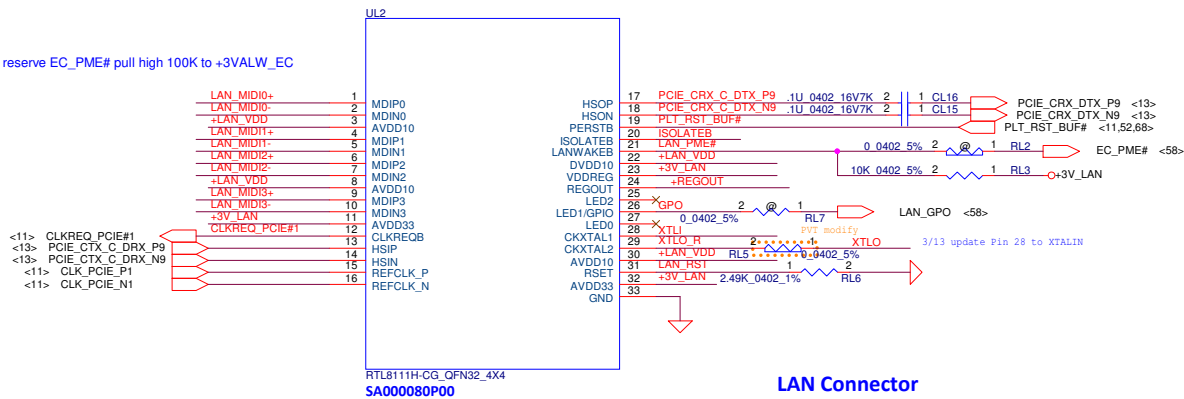 UL2
reserve EC_PME# pull high 100K to +3VALW_EC
LAN_MIDI0+ 1 MDIP0
LAN_MIDI0- 2 MDIN0
+LAN_VDD 3 AVDD10
LAN_MIDI1+ 4 MDIP1
LAN_MIDI1- 5 MDIN1
LAN_MIDI2+ 6 MDIP2
LAN_MIDI2- 7 MDIN2
+LAN_VDD 8 AVDD10
LAN_MIDI3+ 9 MDIP3
LAN_MIDI3- 10 MDIN3
+3V_LAN 11 AVDD33
<11> CLKREQ_PCIE#1 CLKREQ_PCIE#1 12 CLKREQB
<13> PCIE_CTX_C_DRX_P9 13 HSIP
<13> PCIE_CTX_C_DRX_N9 14 HSIN
<11> CLK_PCIE_P1 15 REFCLK_P
<11> CLK_PCIE_N1 16 REFCLK_N
HSOP 17 PCIE_CRX_C_DTX_P9 .1U_0402_16V7K 2 1 CL16 PCIE_CRX_DTX_P9 <13>
HSON 18 PCIE_CRX_C_DTX_N9 .1U_0402_16V7K 2 1 CL15 PCIE_CRX_DTX_N9 <13>
PERSTB 19 PLT_RST_BUF# PLT_RST_BUF# <11,52,68>
ISOLATEB 20 ISOLATEB
LANWAKEB 21 LAN_PME# 0_0402_5% 2 @ 1 RL2 EC_PME# <58>
DVDD10 22 +LAN_VDD
VDDREG 23 +3V_LAN 10K_0402_5% 2 1 RL3 +3V_LAN
REGOUT 24 +REGOUT
LED2 25
LED1/GPIO 26 GPO 0_0402_5% 2 @ 1 RL7 LAN_GPO <58>
LED0 27
PVT modify
CKXTAL1 28 XTLI
CKXTAL2 29 XTLO_R 2 1 XTLO
3/13 update Pin 28 to XTALIN
AVDD10 30 +LAN_VDD RL5 0_0402_5%
RSET 31 LAN_RST 1 2
AVDD33 32 +3V_LAN 2.49K_0402_1% RL6
GND 33
RTL8111H-CG_QFN32_4X4
SA000080P00
LAN Connector